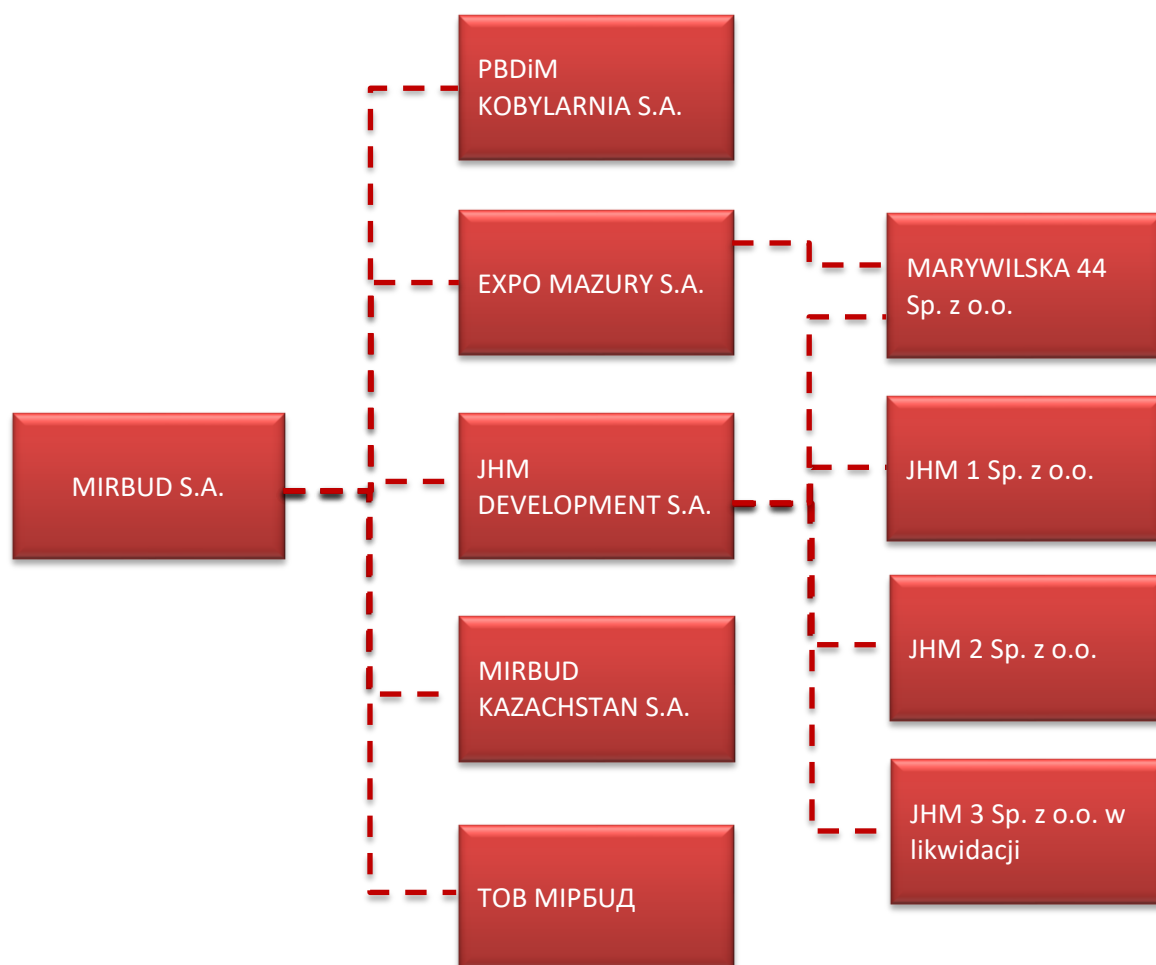 PBDiM
KOBYLARNIA S.A.
EXPO MAZURY S.A.
MARYWILSKA 44
Sp. z o.o.
MIRBUD S.A.
JHM
DEVELOPMENT S.A.
JHM 1 Sp. z o.o.
MIRBUD
KAZACHSTAN S.A.
JHM 2 Sp. z o.o.
JHM 3 Sp. z o.o. w
likwidacji
ТОВ МІРБUД